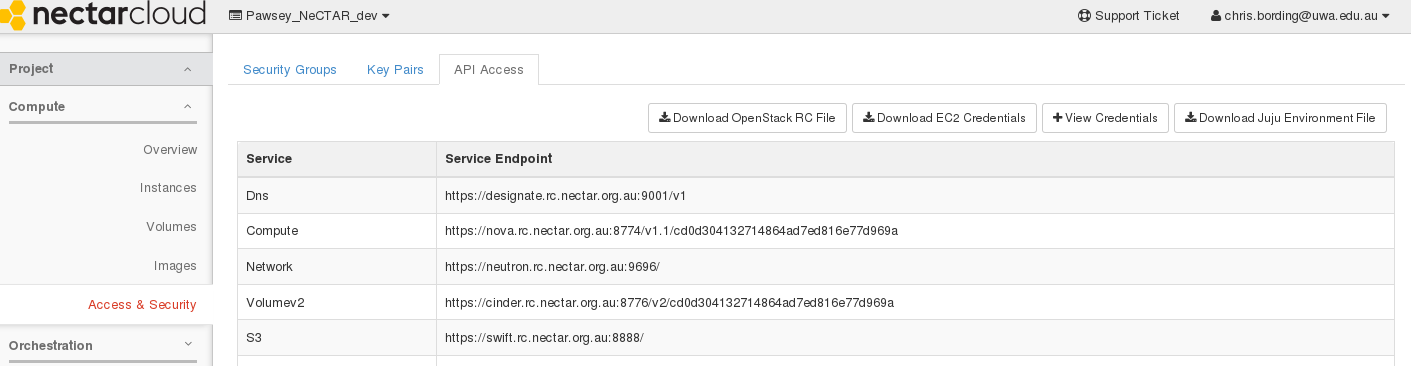 nectarcloud
Pawsey_NeCTAR_dev
Support Ticket
chris.bording@uwa.edu.au
Project
Compute
Overview
Instances
Volumes
Images
Access & Security
Orchestration
Security Groups
Key Pairs
API Access
Download OpenStack RC File
Download EC2 Credentials
View Credentials
Download Juju Environment File
Service Service Endpoint
Dns https://designate.rc.nectar.org.au:9001/v1
Compute https://nova.rc.nectar.org.au:8774/v1.1/cd0d304132714864ad7ed816e77d969a
Network https://neutron.rc.nectar.org.au:9696/
Volumev2 https://cinder.rc.nectar.org.au:8776/v2/cd0d304132714864ad7ed816e77d969a
S3 https://swift.rc.nectar.org.au:8888/